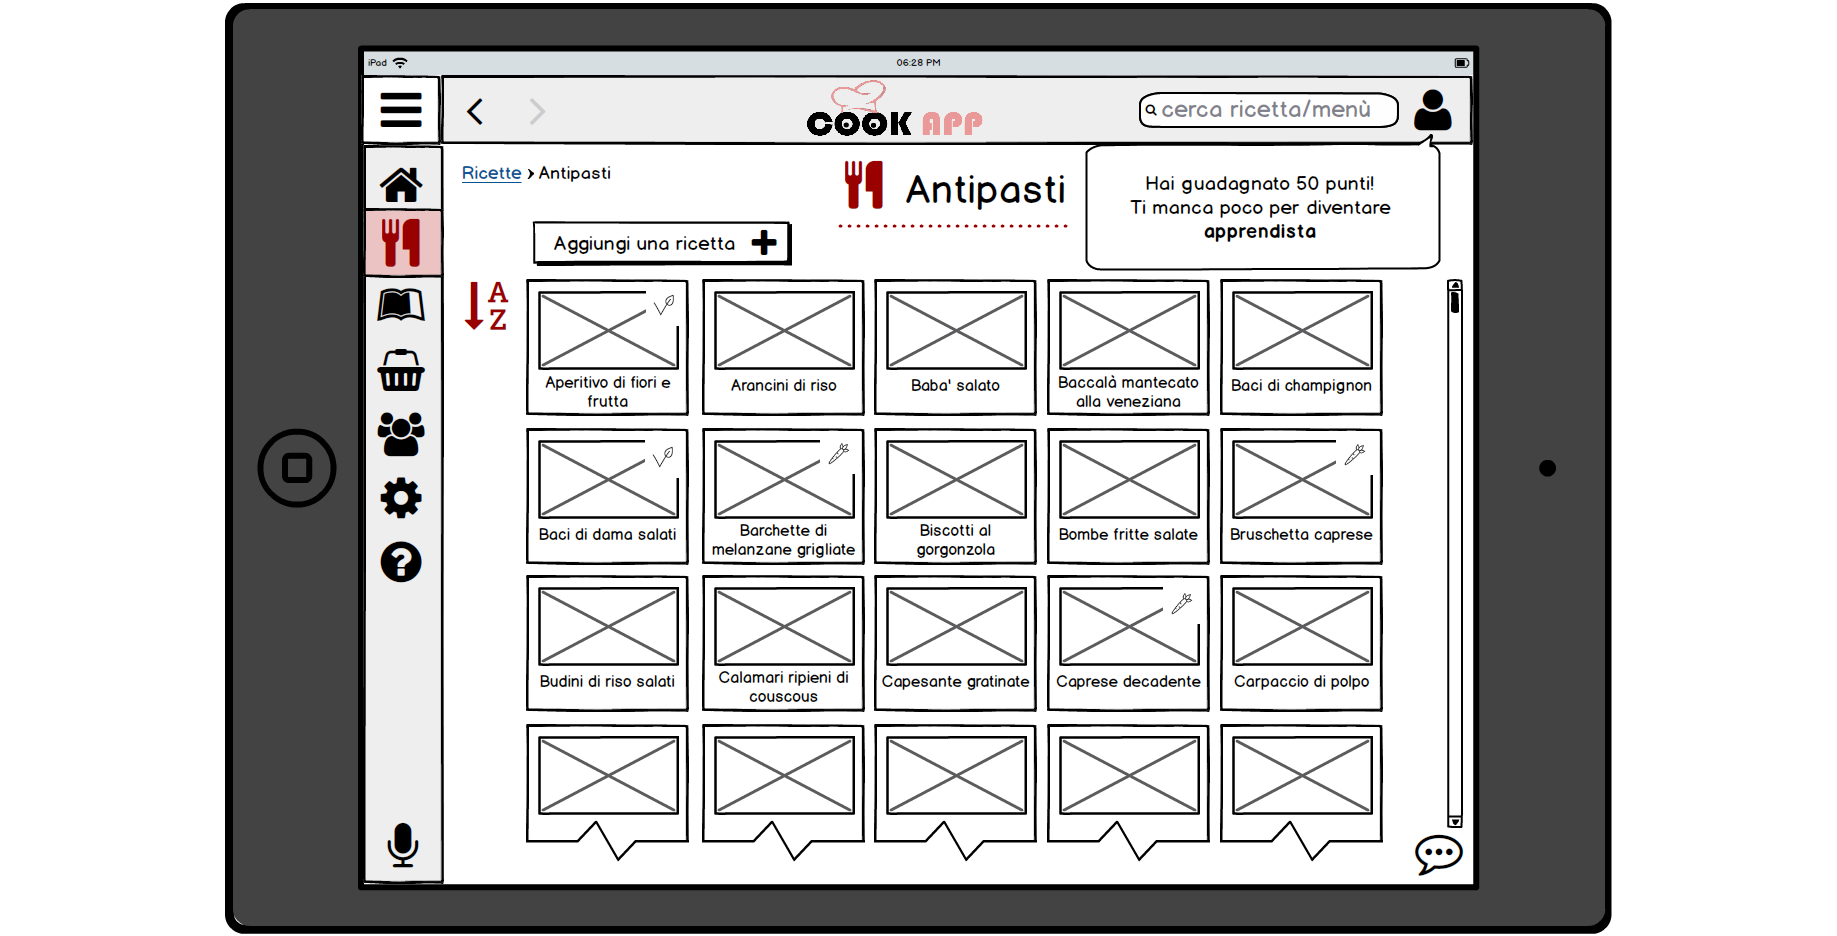 iPad
06:28 PM
COOK APP
cerca ricetta/menù
Ricette > Antipasti
Antipasti
Hai guadagnato 50 punti!
Ti manca poco per diventare
apprendista
Aggiungi una ricetta
A
Z
Aperitivo di fiori e
frutta
Arancini di riso
Baba' salato
Baccalà mantecato
alla veneziana
Baci di champignon
Baci di dama salati
Barchette di
melanzane grigliate
Biscotti al
gorgonzola
Bombe fritte salate
Bruschetta caprese
Budini di riso salati
Calamari ripieni di
couscous
Capesante gratinate
Caprese decadente
Carpaccio di polpo